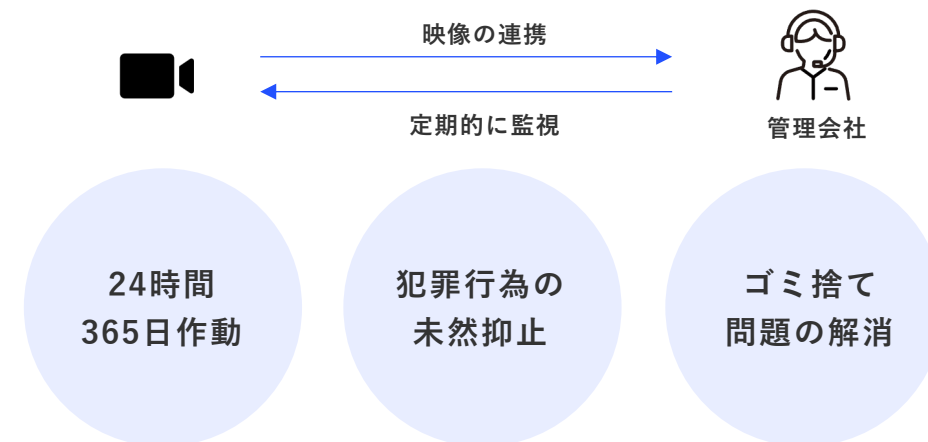 映像の連携
定期的に監視
管理会社
24時間
365日作動
犯罪行為の
未然抑止
ゴミ捨て
問題の解消